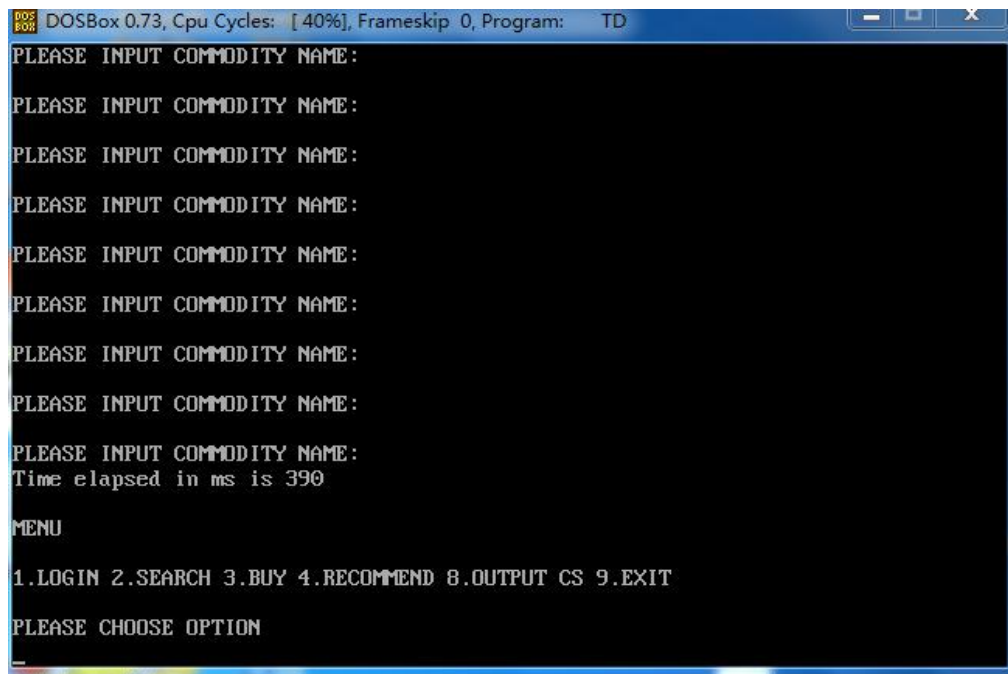 DOS BOX DOSBox 0.73, Cpu Cycles: [ 40%], Frameskip 0, Program: TD
PLEASE INPUT COMMODITY NAME:
PLEASE INPUT COMMODITY NAME:
PLEASE INPUT COMMODITY NAME:
PLEASE INPUT COMMODITY NAME:
PLEASE INPUT COMMODITY NAME:
PLEASE INPUT COMMODITY NAME:
PLEASE INPUT COMMODITY NAME:
PLEASE INPUT COMMODITY NAME:
PLEASE INPUT COMMODITY NAME:
Time elapsed in ms is 390
MENU
1.LOGIN 2.SEARCH 3.BUY 4.RECOMMEND 8.OUTPUT CS 9.EXIT
PLEASE CHOOSE OPTION
_